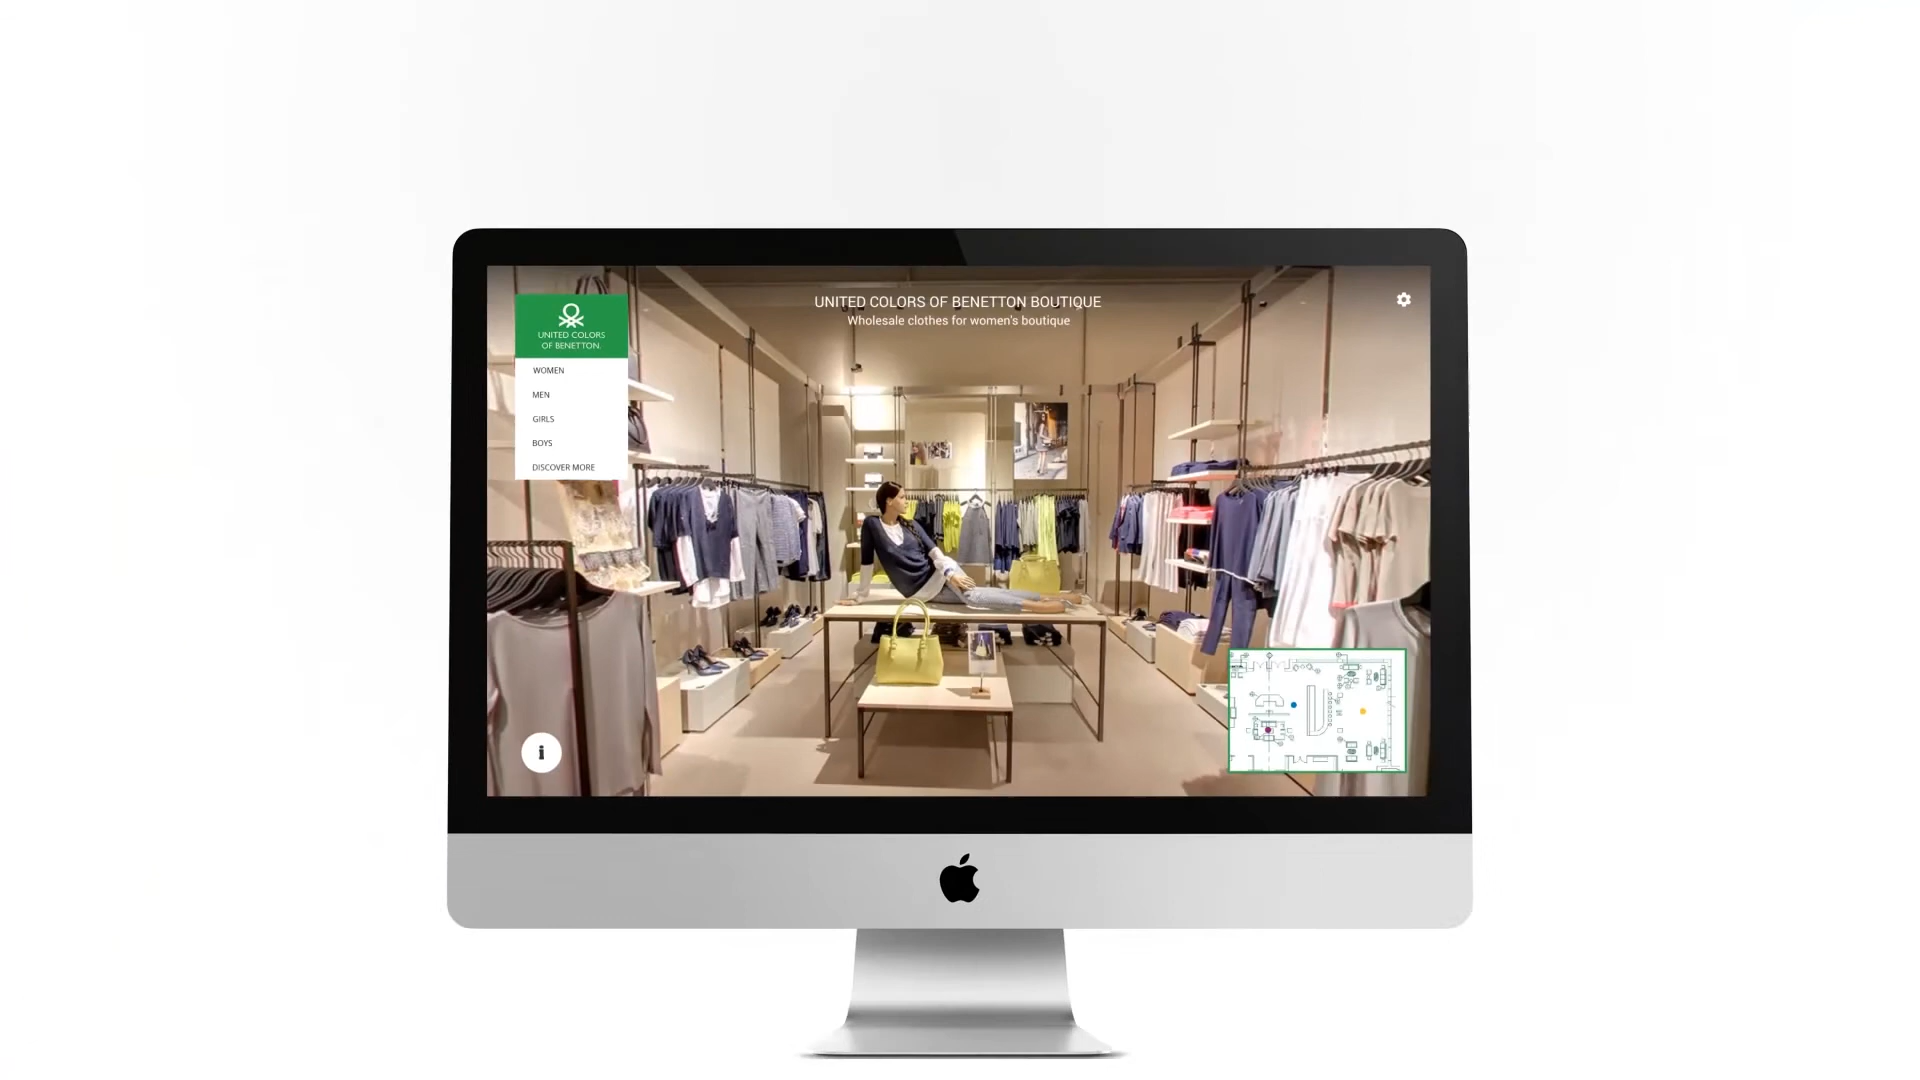 UNITED COLORS OF BENETTON BOUTIQUE
Wholesale clothes for women's boutique
UNITED COLORS
OF BENETTON.
WOMEN
MEN
GIRLS
BOYS
DISCOVER MORE
i